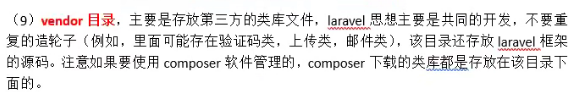 （9）vendor 目录，主要是存放第三方的类库文件，laravel 思想主要是共同的开发，不要重
复的造轮子（例如，里面可能存在验证码类，上传类，邮件类），该目录还存放 laravel 框架
的源码。注意如果要使用 composer 软件管理的，composer 下载的类库都是存放在该目录下
面的。